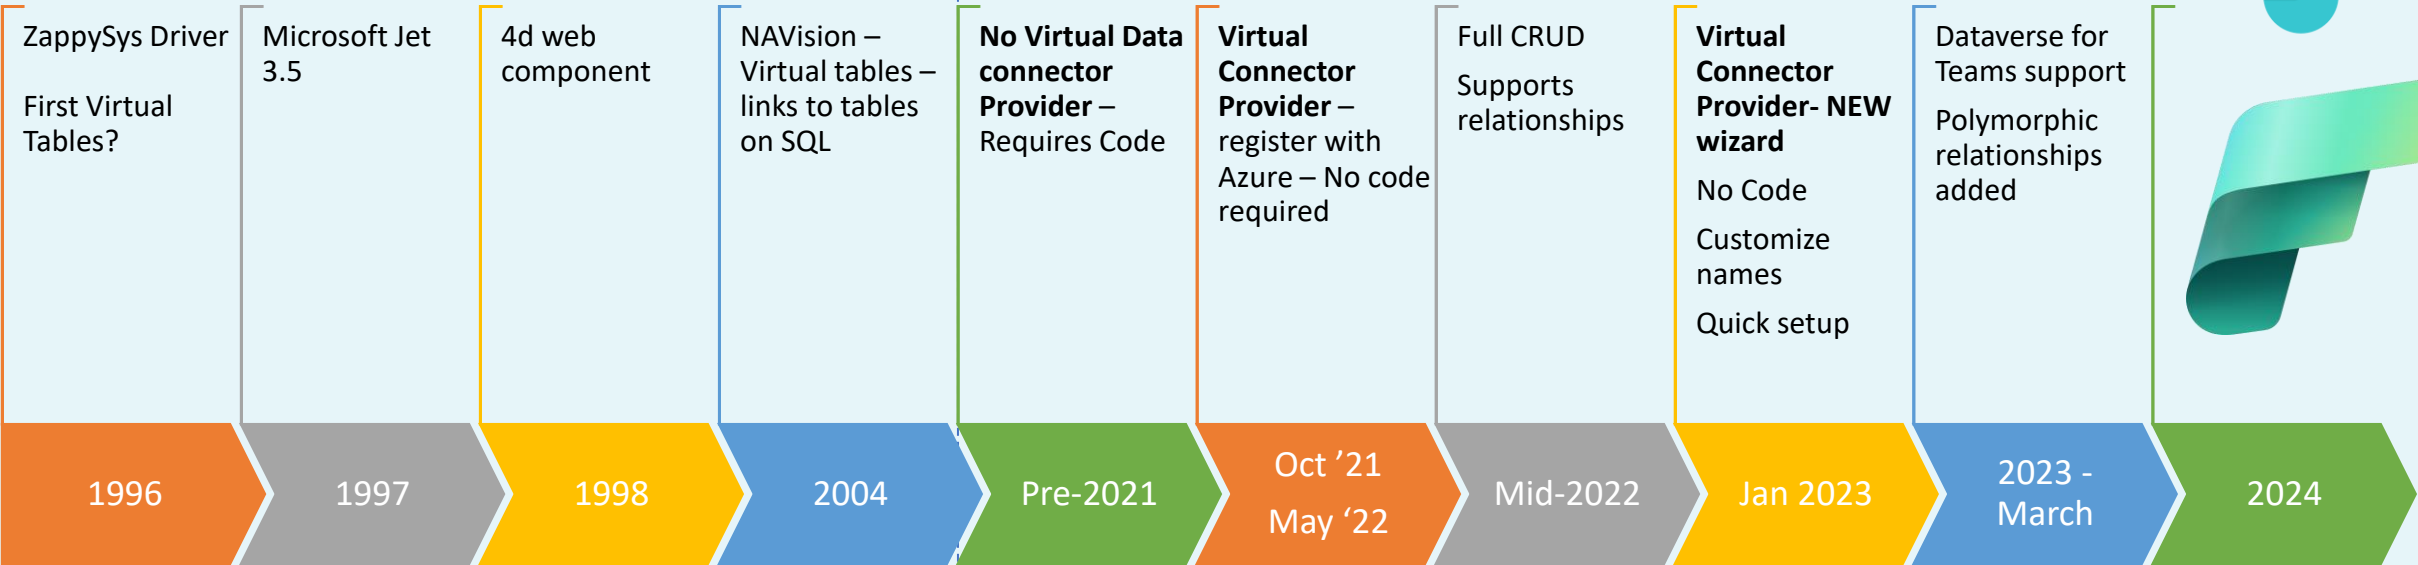 ZappySys Driver
First Virtual
Tables?
Microsoft Jet
3.5
4d web
component
NAVision –
Virtual tables –
links to tables
on SQL
No Virtual Data
connector
Provider –
Requires Code
Virtual
Connector
Provider –
register with
Azure – No code
required
Full CRUD
Supports
relationships
Virtual
Connector
Provider- NEW
wizard
No Code
Customize
names
Quick setup
Dataverse for
Teams support
Polymorphic
relationships
added
1996
1997
1998
2004
Pre-2021
Oct ’21
May ‘22
Mid-2022
Jan 2023
2023 -
March
2024